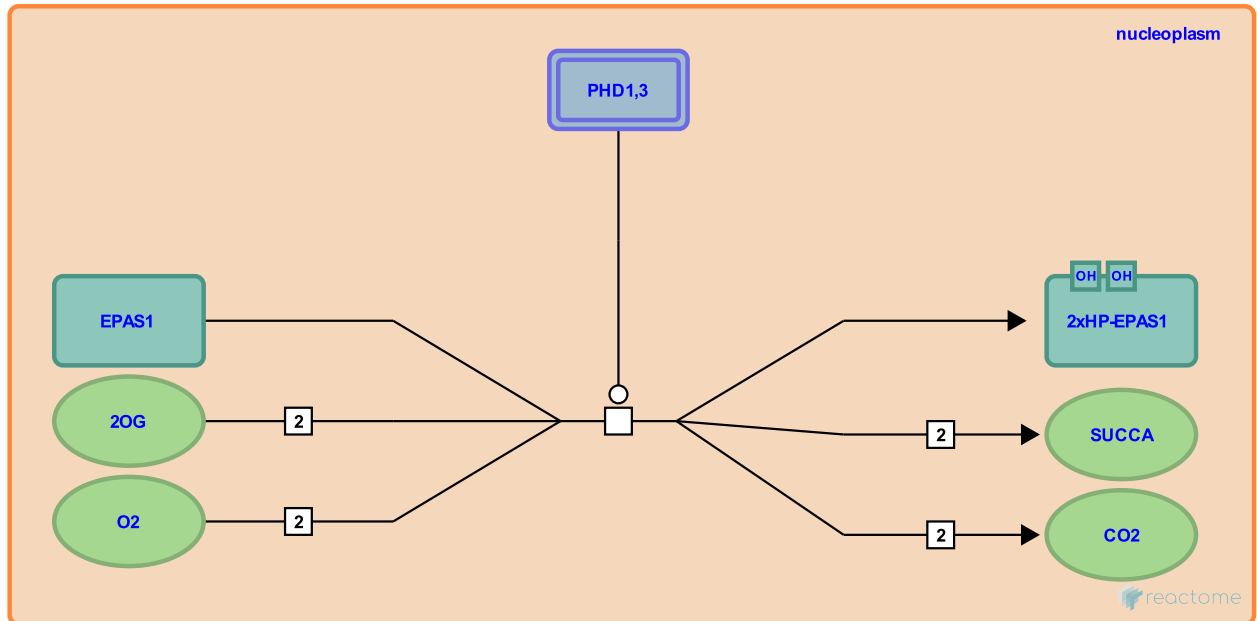 nucleoplasm
PHD1,3
OH OH
EPAS1
2xHP-EPAS1
2OG
2
2
SUCCA
O2
2
2
CO2
reactome